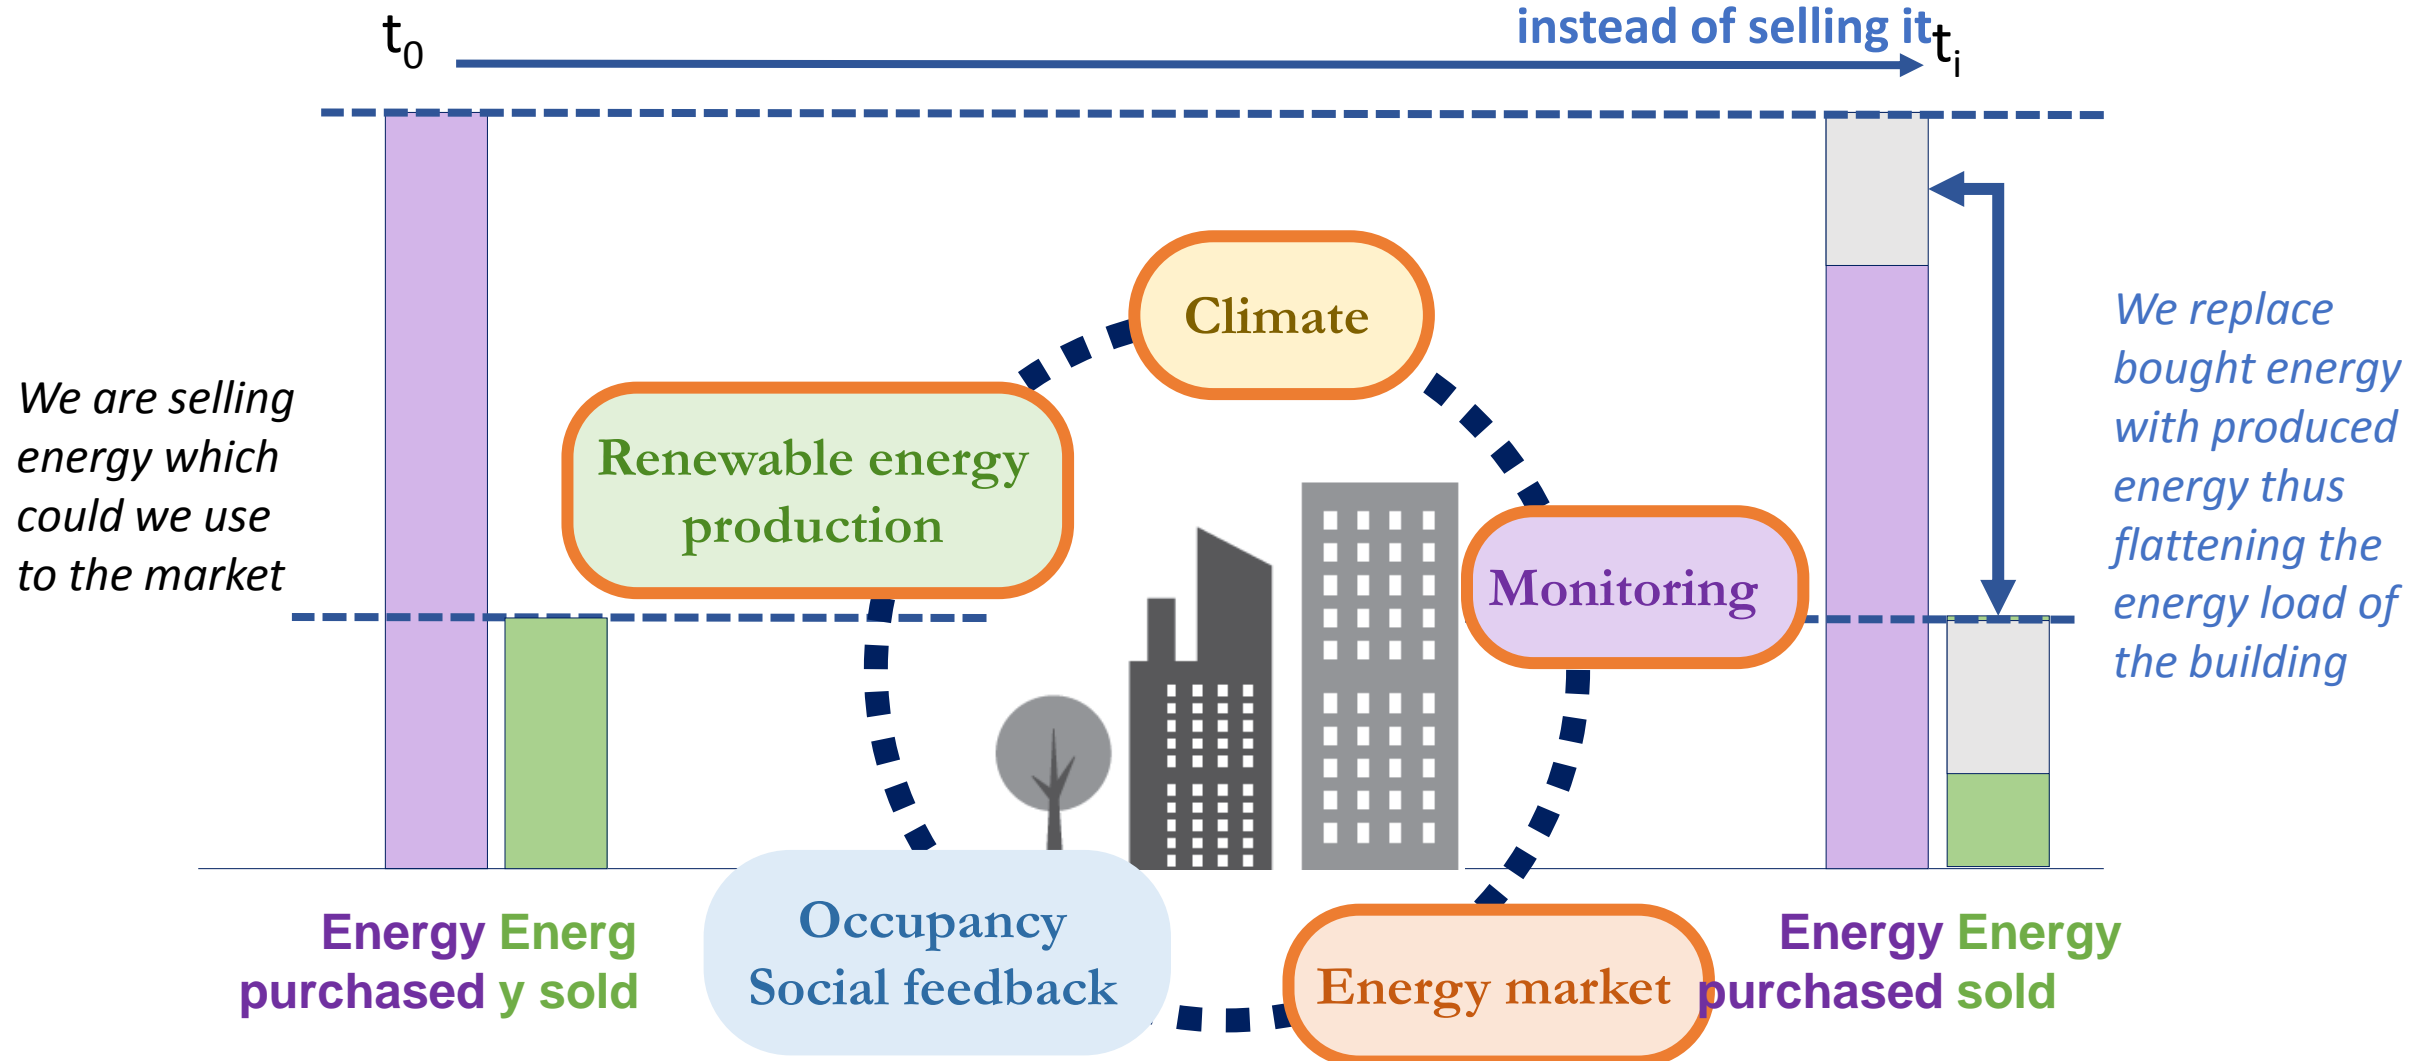 instead of selling it
t0
ti
We are selling
energy which
could we use
to the market
Climate
Renewable energy
production
Monitoring
We replace
bought energy
with produced
energy thus
flattening the
energy load of
the building
Energy
purchased
Energ
y sold
Occupancy
Social feedback
Energy market
Energy
purchased
Energy
sold